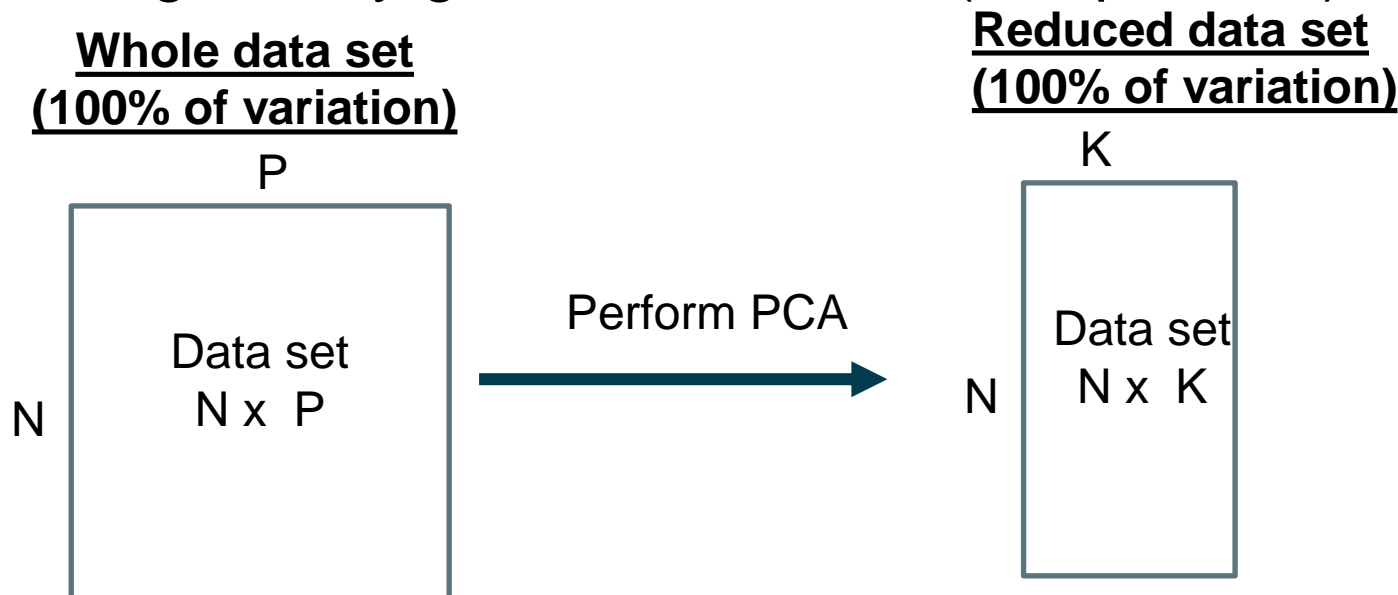 Whole data set
(100% of variation)
P
N
Data set
N x P
Perform PCA
Reduced data set
(100% of variation)
K
N
Data set
N x K